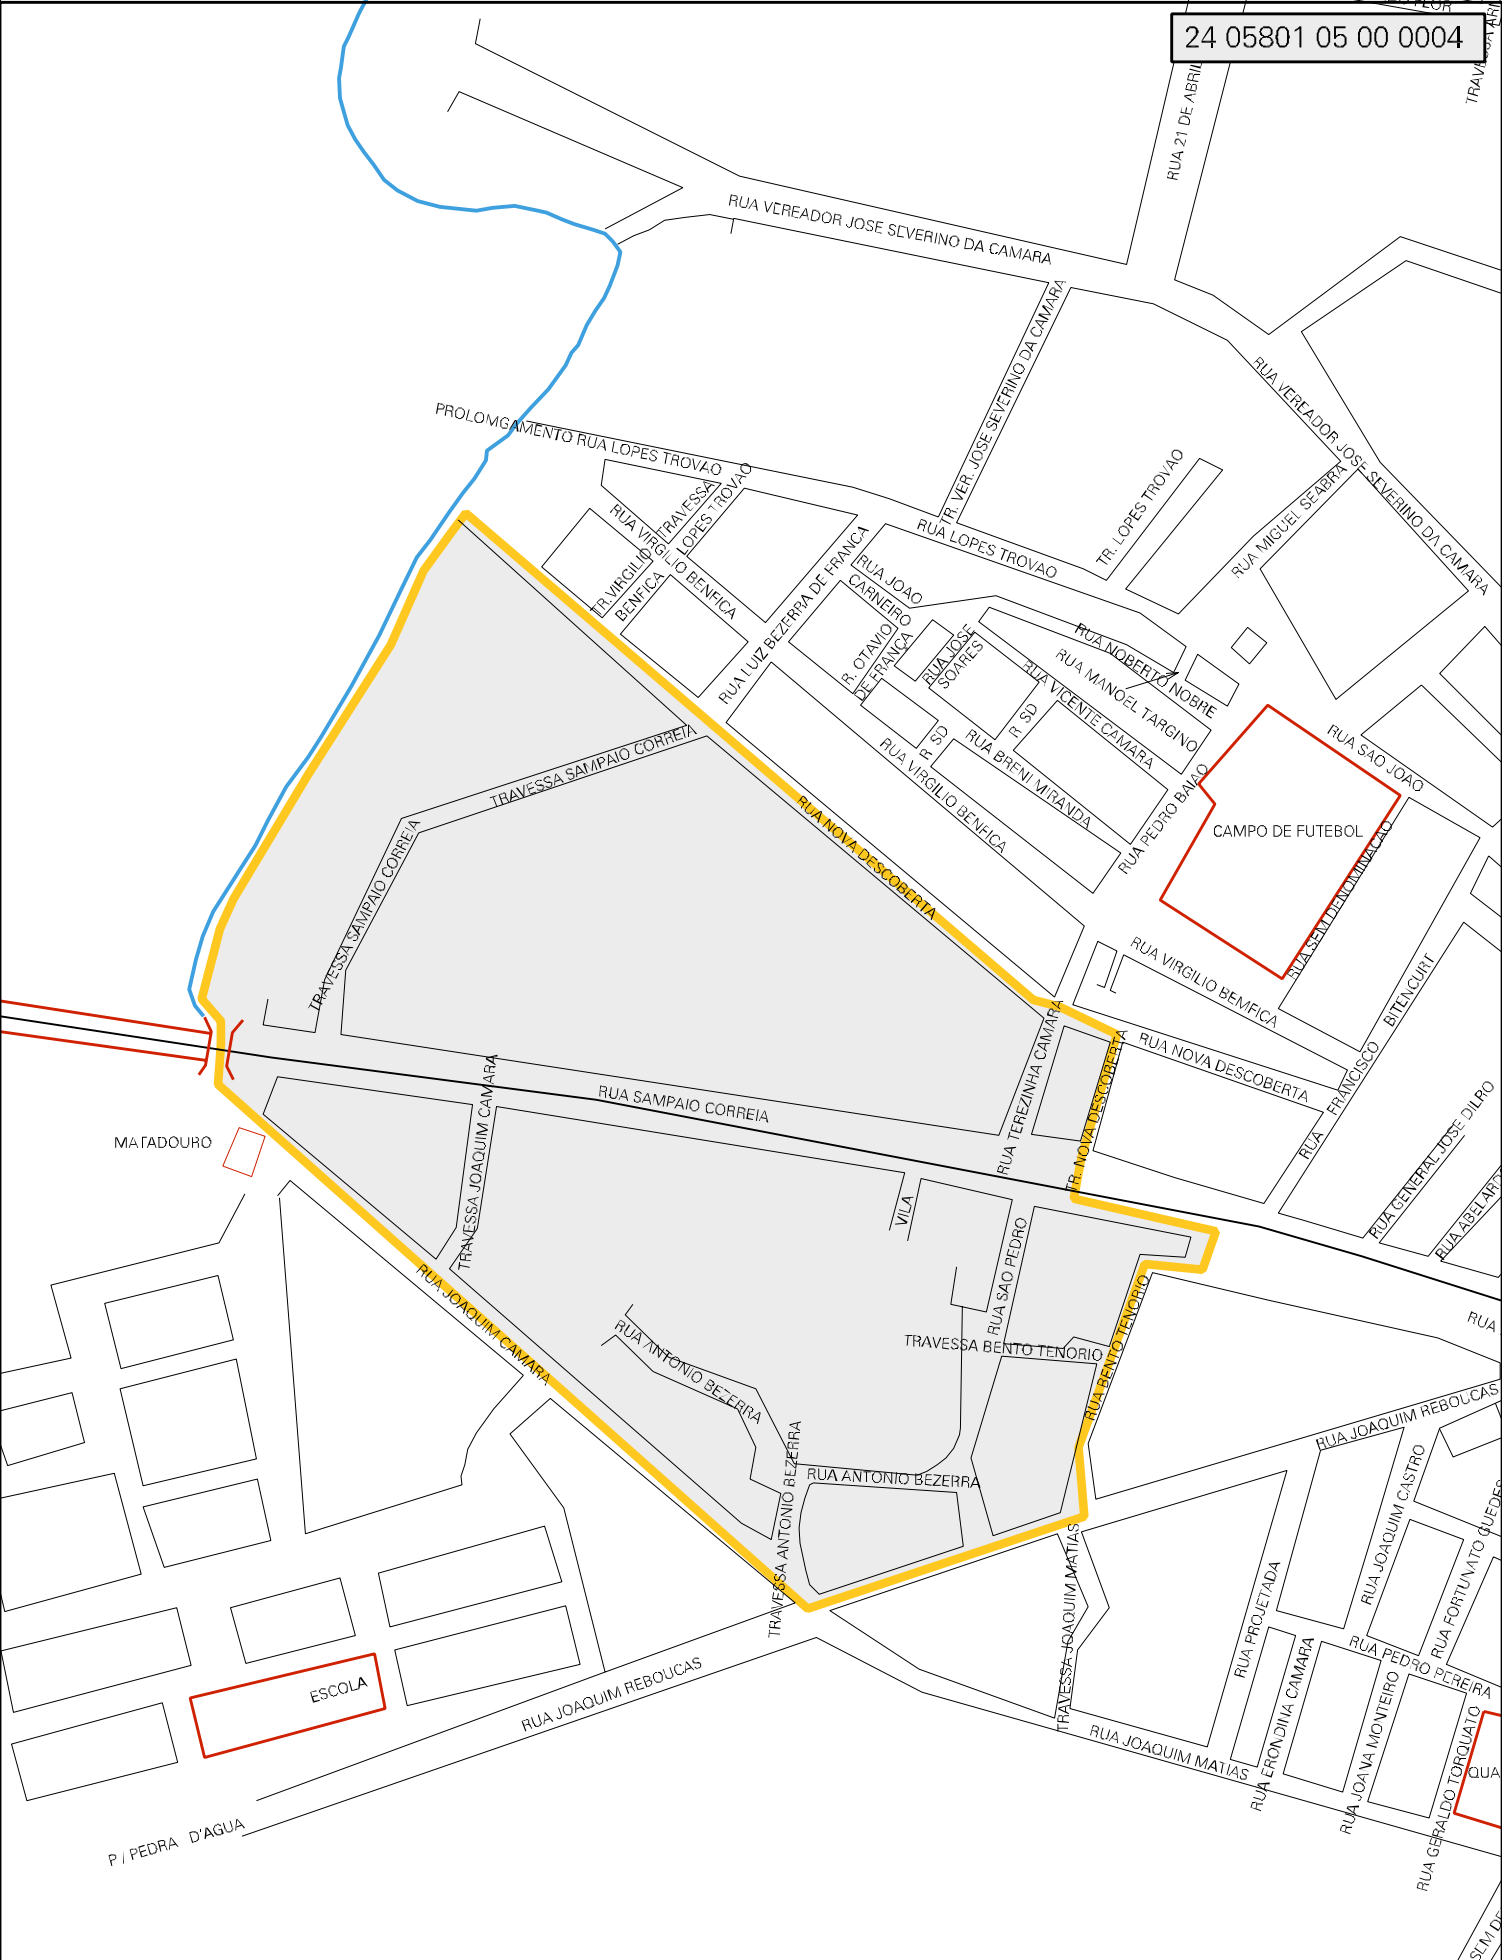 24 05801 05 00 0004
RUA 21 DE ABRIL
RUA VEREADOR JOSE SEVERINO DA CAMARA
TR. VER. JOSE SEVERINO DA CAMARA
RUA VEREADOR JOSE SEVERINO DA CAMARA
PROLOMGAMENTO RUA LOPES TROVAO
TRAVESSA
LOPES TROVAO
RUA VIRGILIO BENFICA
TR.VIRGILIO
BENFICA
RUA LUIZ BEZERRA DE FRANCA
RUA LOPES TROVAO
TR. LOPES TROVAO
RUA MIGUEL SEABRA
RUA JOAO
CARNEIRO
R. OTAVIO
DE FRANÇA
RUA JOSE
SOARES
RUA NOBERTO NOBRE
RUA MANOEL TARGINO
RUA VICENTE CAMARA
R SD
R SD
RUA BRENI MIRANDA
RUA VIRGILIO BENFICA
RUA PEDRO BAIAO
RUA SAO JOAO
CAMPO DE FUTEBOL
RUA SEM DENOMINACAO
TRAVESSA SAMPAIO CORREIA
TRAVESSA SAMPAIO CORREIA
RUA NOVA DESCOBERTA
RUA VIRGILIO BEMFICA
RUA FRANCISCO BITENCURT
RUA NOVA DESCOBERTA
RUA TEREZINHA CAMARA
TR. NOVA DESCOBERTA
RUA GENERAL JOSE DILRO
RUA ABELARD
RUA SAMPAIO CORREIA
TRAVESSA JOAQUIM CAMARA
MATADOURO
VILA
RUA SAO PEDRO
RUA
RUA JOAQUIM CAMARA
RUA ANTONIO BEZERRA
TRAVESSA BENTO TENORIO
RUA BENTO TENORIO
RUA JOAQUIM REBOUCAS
RUA ANTONIO BEZERRA
TRAVESSA ANTONIO BEZERRA
RUA JOAQUIM CASTRO
RUA FORTUNATO GUEDES
TRAVESSA JOAQUIM MATIAS
RUA PROJETADA
RUA PEDRO PEREIRA
ESCOLA
RUA JOAQUIM REBOUCAS
RUA ERONDINA CAMARA
RUA JOANA MONTEIRO
RUA GERALDO TORQUATO
QUA
RUA JOAQUIM MATIAS
P / PEDRA D'AGUA
SEM DE